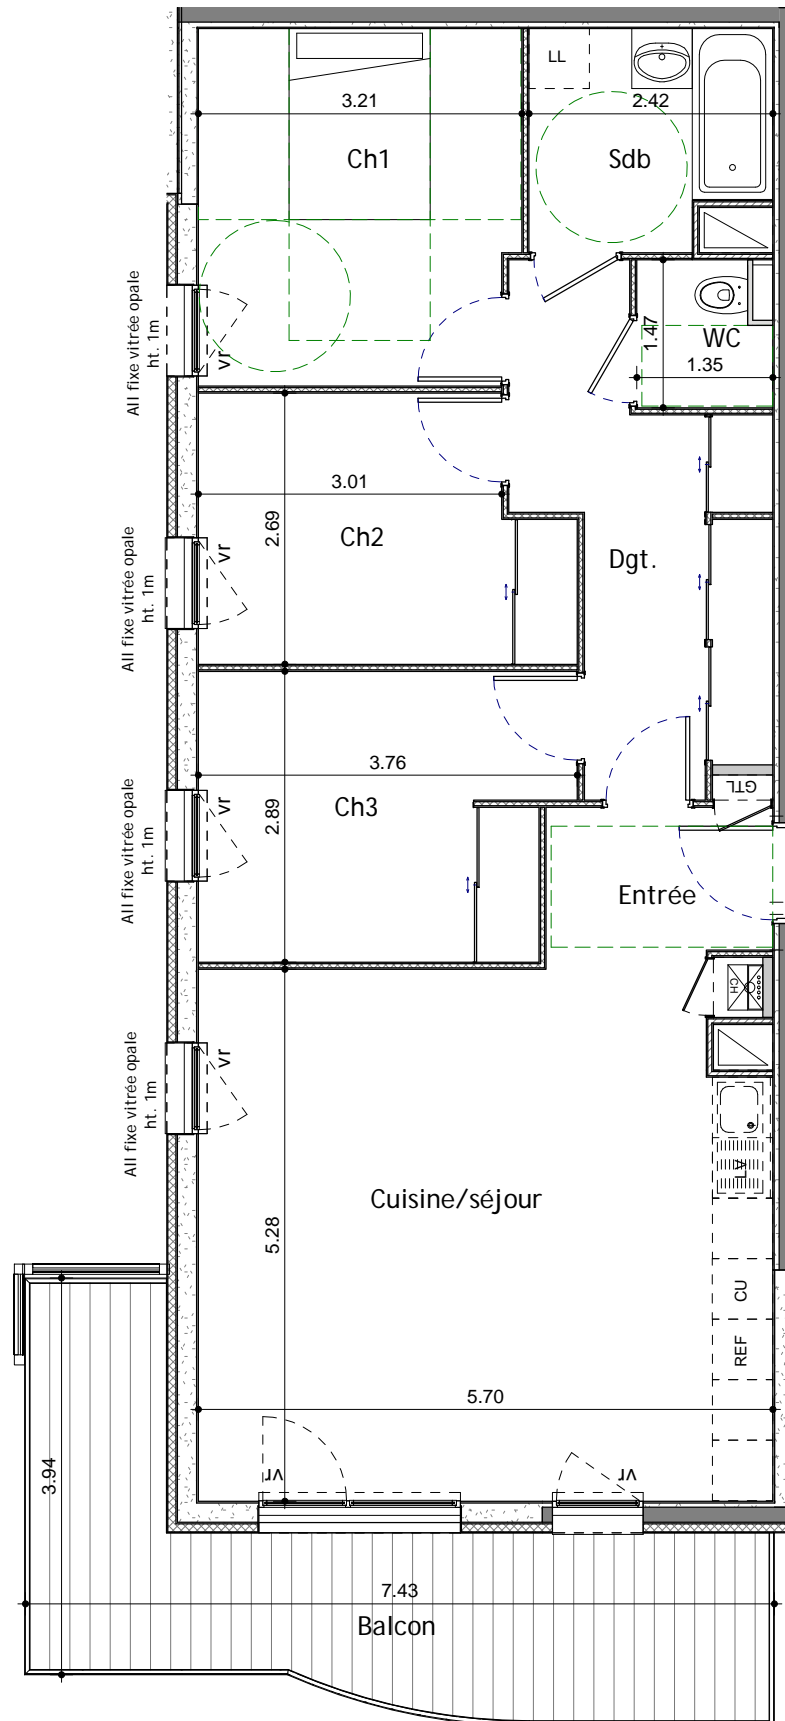 LL
3.21
2.42
Ch1
Sdb
All fixe vitrée opale
ht. 1m
vr
1.47
WC
1.35
3.01
2.69
Ch2
Dgt.
All fixe vitrée opale
ht. 1m
vr
3.76
2.89
Ch3
GTL
All fixe vitrée opale
ht. 1m
vr
Entrée
CH
All fixe vitrée opale
ht. 1m
vr
LV
Cuisine/séjour
5.28
CU
REF
5.70
vr
vr
3.94
7.43
Balcon